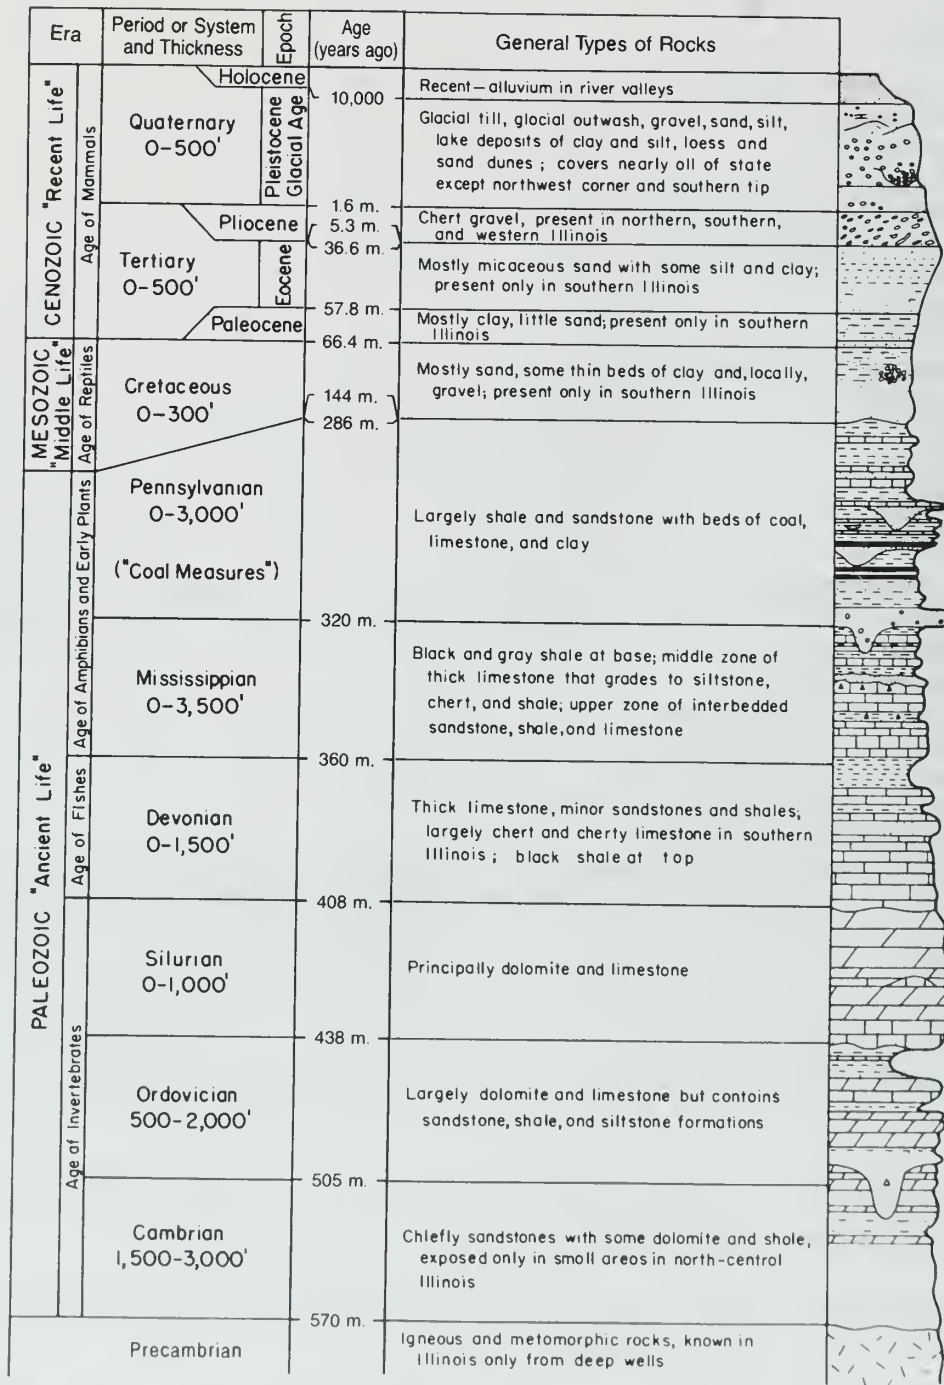 Era
Period or System
and Thickness
Epoch
Age
(years ago)
General Types of Rocks
CENOZOIC "Recent Life"
Age of Mammals
Quaternary
0-500'
Holocene
Pleistocene
Glacial Age
10,000
Recent—alluvium in river valleys
Glacial till, glacial outwash, gravel, sand, silt,
lake deposits of clay and silt, loess and
sand dunes ; covers nearly all of state
except northwest corner and southern tip
1.6 m.
Tertiary
0-500'
Pliocene
5.3 m.
36.6 m.
Chert gravel, present in northern, southern,
and western Illinois
Eocene
Mostly micaceous sand with some silt and clay;
present only in southern Illinois
57.8 m.
Paleocene
Mostly clay, little sand; present only in southern
Illinois
66.4 m.
MESOZOIC
"Middle Life"
Age of Reptiles
Cretaceous
0-300'
144 m.
286 m.
Mostly sand, some thin beds of clay and, locally,
gravel; present only in southern Illinois
PALEOZOIC "Ancient Life"
Age of Amphibians and Early Plants
Pennsylvanian
0-3,000'
("Coal Measures")
Largely shale and sandstone with beds of coal,
limestone, and clay
320 m.
Mississippian
0-3,500'
Black and gray shale at base; middle zone of
thick limestone that grades to siltstone,
chert, and shale; upper zone of interbedded
sandstone, shale, and limestone
360 m.
Age of Fishes
Devonian
0-1,500'
Thick limestone, minor sandstones and shales;
largely chert and cherty limestone in southern
Illinois ; black shale at top
408 m.
Age of Invertebrates
Silurian
0-1,000'
Principally dolomite and limestone
438 m.
Ordovician
500-2,000'
Largely dolomite and limestone but contains
sandstone, shale, and siltstone formations
505 m.
Cambrian
1,500-3,000'
Chiefly sandstones with some dolomite and shale,
exposed only in small areas in north-central
Illinois
570 m.
Precambrian
Igneous and metamorphic rocks, known in
Illinois only from deep wells